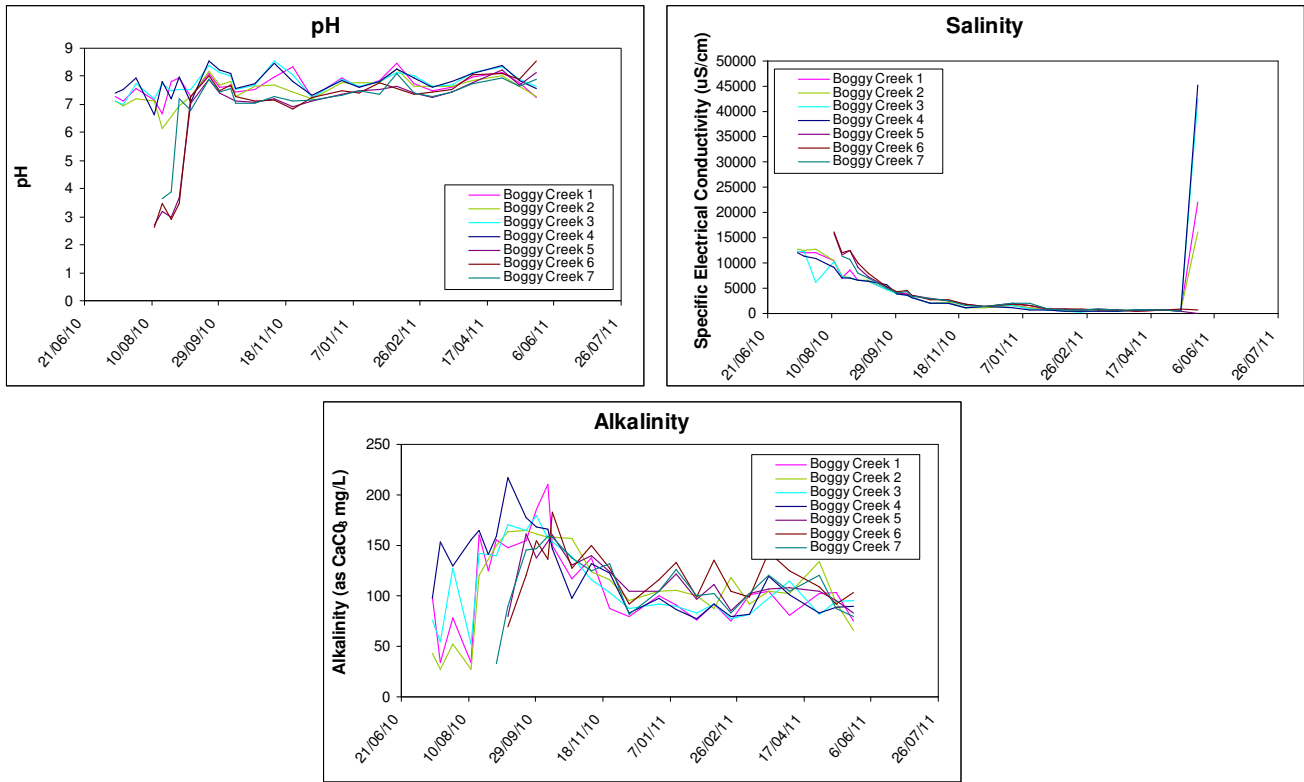 pH
9
8
7
6
5
4
3
2
1
0
pH
Boggy Creek 1
Boggy Creek 2
Boggy Creek 3
Boggy Creek 4
Boggy Creek 5
Boggy Creek 6
Boggy Creek 7
21/06/10
10/08/10
29/09/10
18/11/10
7/01/11
26/02/11
17/04/11
6/06/11
26/07/11
Salinity
50000
45000
40000
35000
30000
25000
20000
15000
10000
5000
0
Specific Electrical Conductivity (uS/cm)
Boggy Creek 1
Boggy Creek 2
Boggy Creek 3
Boggy Creek 4
Boggy Creek 5
Boggy Creek 6
Boggy Creek 7
21/06/10
10/08/10
29/09/10
18/11/10
7/01/11
26/02/11
17/04/11
6/06/11
26/07/11
Alkalinity
250
200
150
100
50
0
Alkalinity (as CaCO3 mg/L)
Boggy Creek 1
Boggy Creek 2
Boggy Creek 3
Boggy Creek 4
Boggy Creek 5
Boggy Creek 6
Boggy Creek 7
21/06/10
10/08/10
29/09/10
18/11/10
7/01/11
26/02/11
17/04/11
6/06/11
26/07/11